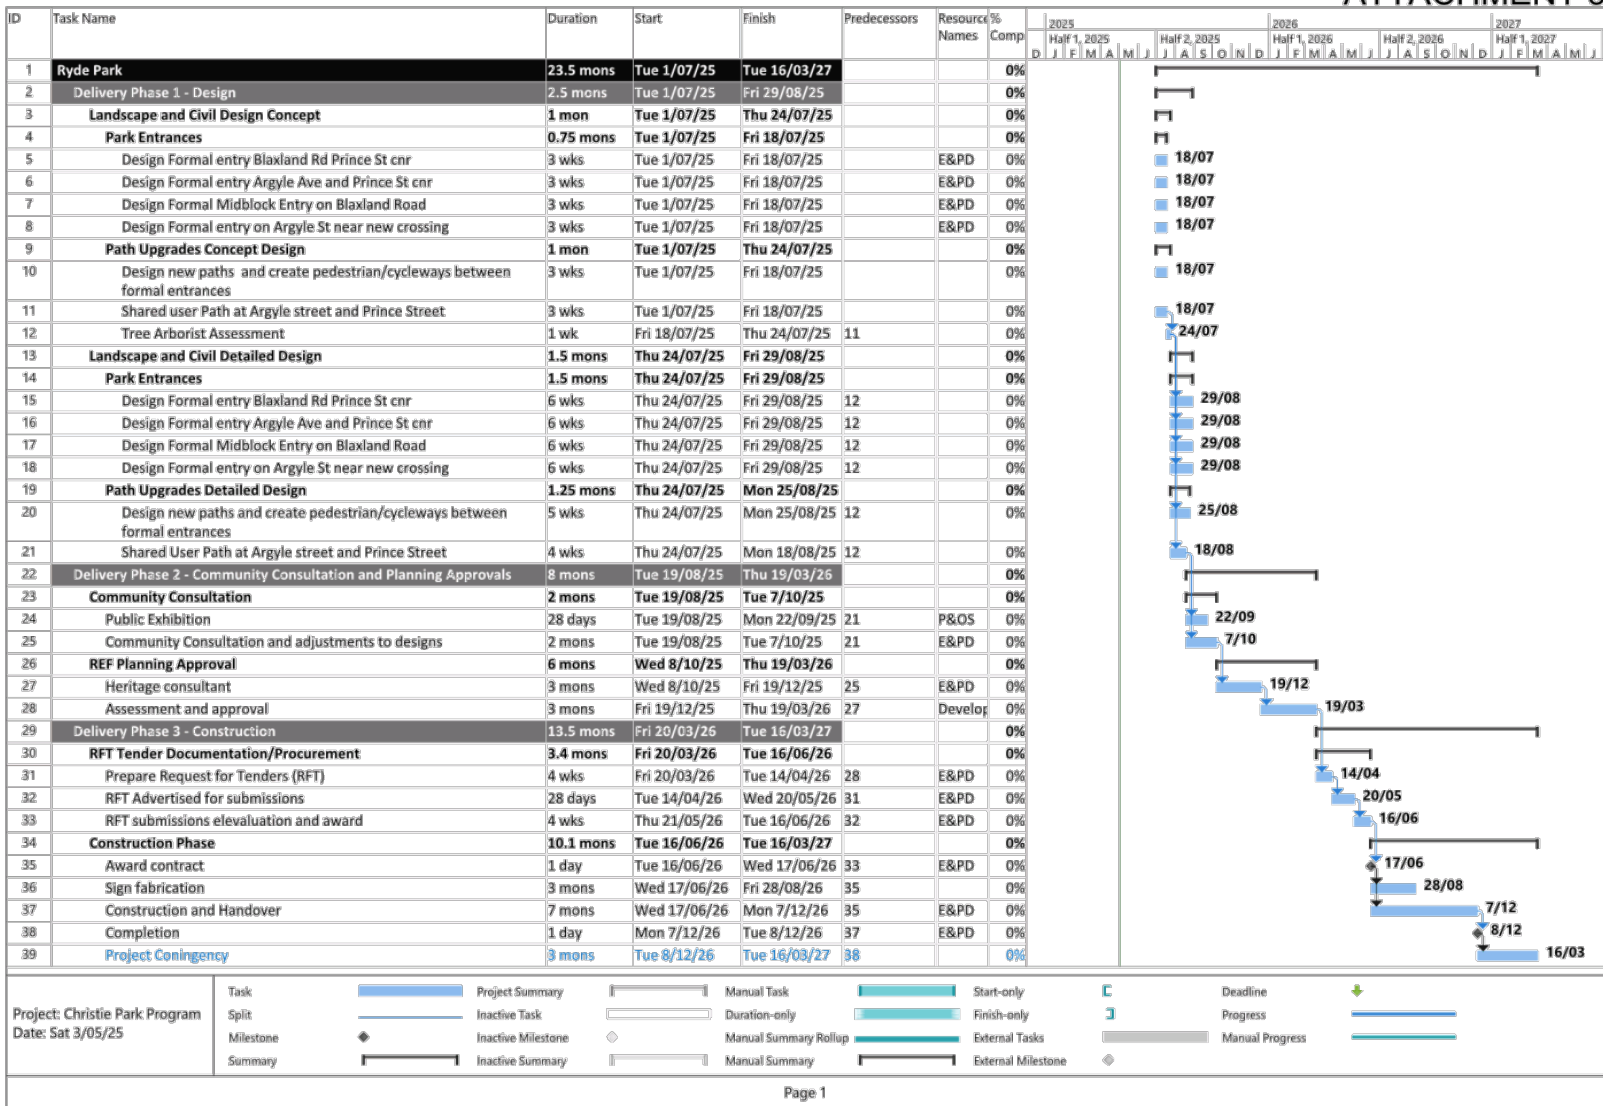 ID Task Name Duration Start Finish Predecessors Resource Names % Comp
2025 2026 2027
Half 1, 2025 Half 2, 2025 Half 1, 2026 Half 2, 2026 Half 1, 2027
D J F M A M J J A S O N D J F M A M J J A S O N D J F M A M J
1 Ryde Park 23.5 mons Tue 1/07/25 Tue 16/03/27 0%
2 Delivery Phase 1 - Design 2.5 mons Tue 1/07/25 Fri 29/08/25 0%
3 Landscape and Civil Design Concept 1 mon Tue 1/07/25 Thu 24/07/25 0%
4 Park Entrances 0.75 mons Tue 1/07/25 Fri 18/07/25 0%
5 Design Formal entry Blaxland Rd Prince St cnr 3 wks Tue 1/07/25 Fri 18/07/25 E&PD 0% 18/07
6 Design Formal entry Argyle Ave and Prince St cnr 3 wks Tue 1/07/25 Fri 18/07/25 E&PD 0% 18/07
7 Design Formal Midblock Entry on Blaxland Road 3 wks Tue 1/07/25 Fri 18/07/25 E&PD 0% 18/07
8 Design Formal entry on Argyle St near new crossing 3 wks Tue 1/07/25 Fri 18/07/25 E&PD 0% 18/07
9 Path Upgrades Concept Design 1 mon Tue 1/07/25 Thu 24/07/25 0%
10 Design new paths and create pedestrian/cycleways between 3 wks Tue 1/07/25 Fri 18/07/25 0% 18/07
formal entrances
11 Shared user Path at Argyle street and Prince Street 3 wks Tue 1/07/25 Fri 18/07/25 0% 18/07
12 Tree Arborist Assessment 1 wk Fri 18/07/25 Thu 24/07/25 11 0% 24/07
13 Landscape and Civil Detailed Design 1.5 mons Thu 24/07/25 Fri 29/08/25 0%
14 Park Entrances 1.5 mons Thu 24/07/25 Fri 29/08/25 0%
15 Design Formal entry Blaxland Rd Prince St cnr 6 wks Thu 24/07/25 Fri 29/08/25 12 0% 29/08
16 Design Formal entry Argyle Ave and Prince St cnr 6 wks Thu 24/07/25 Fri 29/08/25 12 0% 29/08
17 Design Formal Midblock Entry on Blaxland Road 6 wks Thu 24/07/25 Fri 29/08/25 12 0% 29/08
18 Design Formal entry on Argyle St near new crossing 6 wks Thu 24/07/25 Fri 29/08/25 12 0% 29/08
19 Path Upgrades Detailed Design 1.25 mons Thu 24/07/25 Mon 25/08/25 0%
20 Design new paths and create pedestrian/cycleways between 5 wks Thu 24/07/25 Mon 25/08/25 12 0% 25/08
formal entrances
21 Shared User Path at Argyle street and Prince Street 4 wks Thu 24/07/25 Mon 18/08/25 12 0% 18/08
22 Delivery Phase 2 - Community Consultation and Planning Approvals 8 mons Tue 19/08/25 Thu 19/03/26 0%
23 Community Consultation 2 mons Tue 19/08/25 Tue 7/10/25 0%
24 Public Exhibition 28 days Tue 19/08/25 Mon 22/09/25 21 P&OS 0% 22/09
25 Community Consultation and adjustments to designs 2 mons Tue 19/08/25 Tue 7/10/25 21 E&PD 0% 7/10
26 REF Planning Approval 6 mons Wed 8/10/25 Thu 19/03/26 0%
27 Heritage consultant 3 mons Wed 8/10/25 Fri 19/12/25 25 E&PD 0% 19/12
28 Assessment and approval 3 mons Fri 19/12/25 Thu 19/03/26 27 Develop 0% 19/03
29 Delivery Phase 3 - Construction 13.5 mons Fri 20/03/26 Tue 16/03/27 0%
30 RFT Tender Documentation/Procurement 3.4 mons Fri 20/03/26 Tue 16/06/26 0%
31 Prepare Request for Tenders (RFT) 4 wks Fri 20/03/26 Tue 14/04/26 28 E&PD 0% 14/04
32 RFT Advertised for submissions 28 days Tue 14/04/26 Wed 20/05/26 31 E&PD 0% 20/05
33 RFT submissions elevaluation and award 4 wks Thu 21/05/26 Tue 16/06/26 32 E&PD 0% 16/06
34 Construction Phase 10.1 mons Tue 16/06/26 Tue 16/03/27 0%
35 Award contract 1 day Tue 16/06/26 Wed 17/06/26 33 E&PD 0% 17/06
36 Sign fabrication 3 mons Wed 17/06/26 Fri 28/08/26 35 0% 28/08
37 Construction and Handover 7 mons Wed 17/06/26 Mon 7/12/26 35 E&PD 0% 7/12
38 Completion 1 day Mon 7/12/26 Tue 8/12/26 37 E&PD 0% 8/12
39 Project Coningency 3 mons Tue 8/12/26 Tue 16/03/27 38 0% 16/03
Project: Christie Park Program
Date: Sat 3/05/25
Task Project Summary Manual Task Start-only Deadline
Split Inactive Task Duration-only Finish-only Progress
Milestone Inactive Milestone Manual Summary Rollup External Tasks Manual Progress
Summary Inactive Summary Manual Summary External Milestone
Page 1